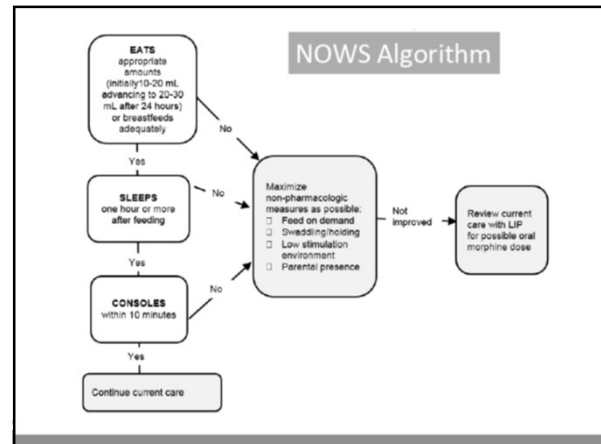 NOWS Algorithm
EATS
appropriate
amounts
(initially10-20 mL
advancing to 20-30
mL after 24 hours)
or breastfeeds
adequately
No
Yes
SLEEPS
one hour or more
after feeding
No
Yes
CONSOLES
within 10 minutes
No
Yes
Continue current care
Maximize
non-pharmacologic
measures as possible:
Feed on demand
Swaddling/holding
Low stimulation
environment
Parental presence
Not
improved
Review current
care with LIP
for possible oral
morphine dose